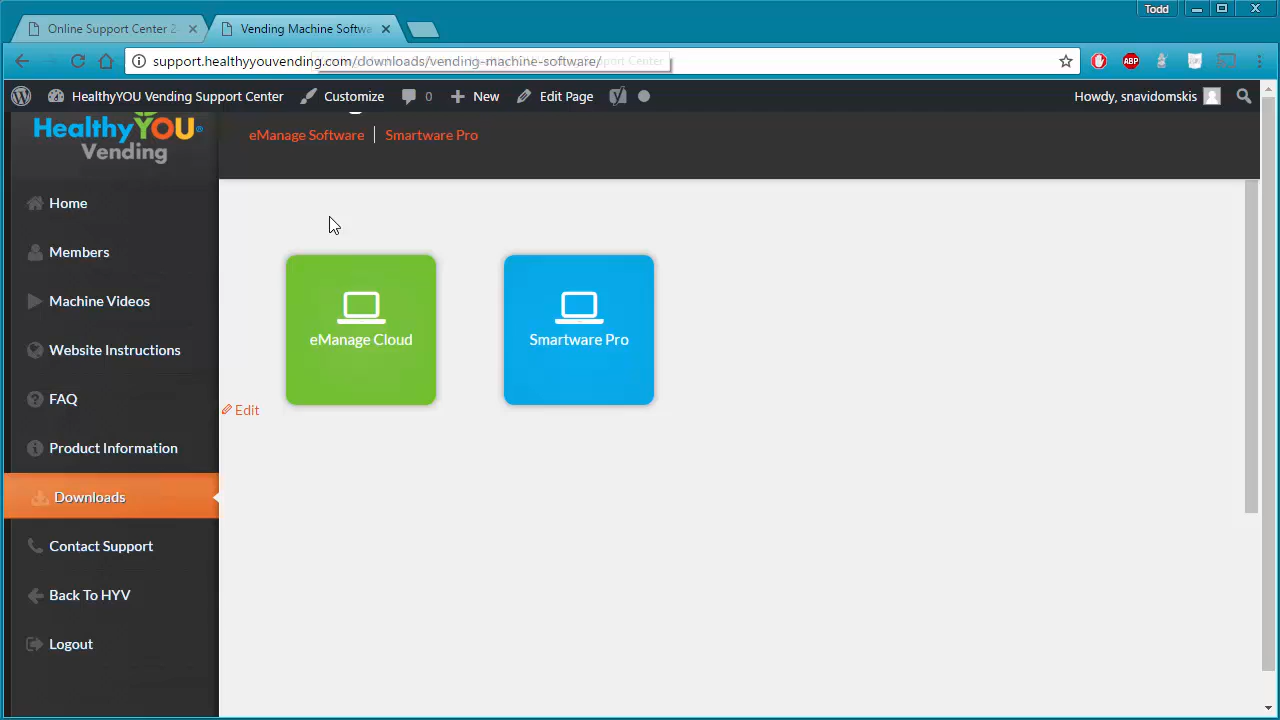 Todd
Online Support Center 2
Vending Machine Softwa
support.healthyyouvending.com/downloads/vending-machine-software/
HealthyYOU Vending Support Center
Customize
0
New
Edit Page
Howdy, snavidomskis
HealthyYOU®
Vending
eManage Software
Smartware Pro
Home
Members
Machine Videos
Website Instructions
FAQ
Product Information
Downloads
Contact Support
Back To HYV
Logout
eManage Cloud
Smartware Pro
Edit
ABP